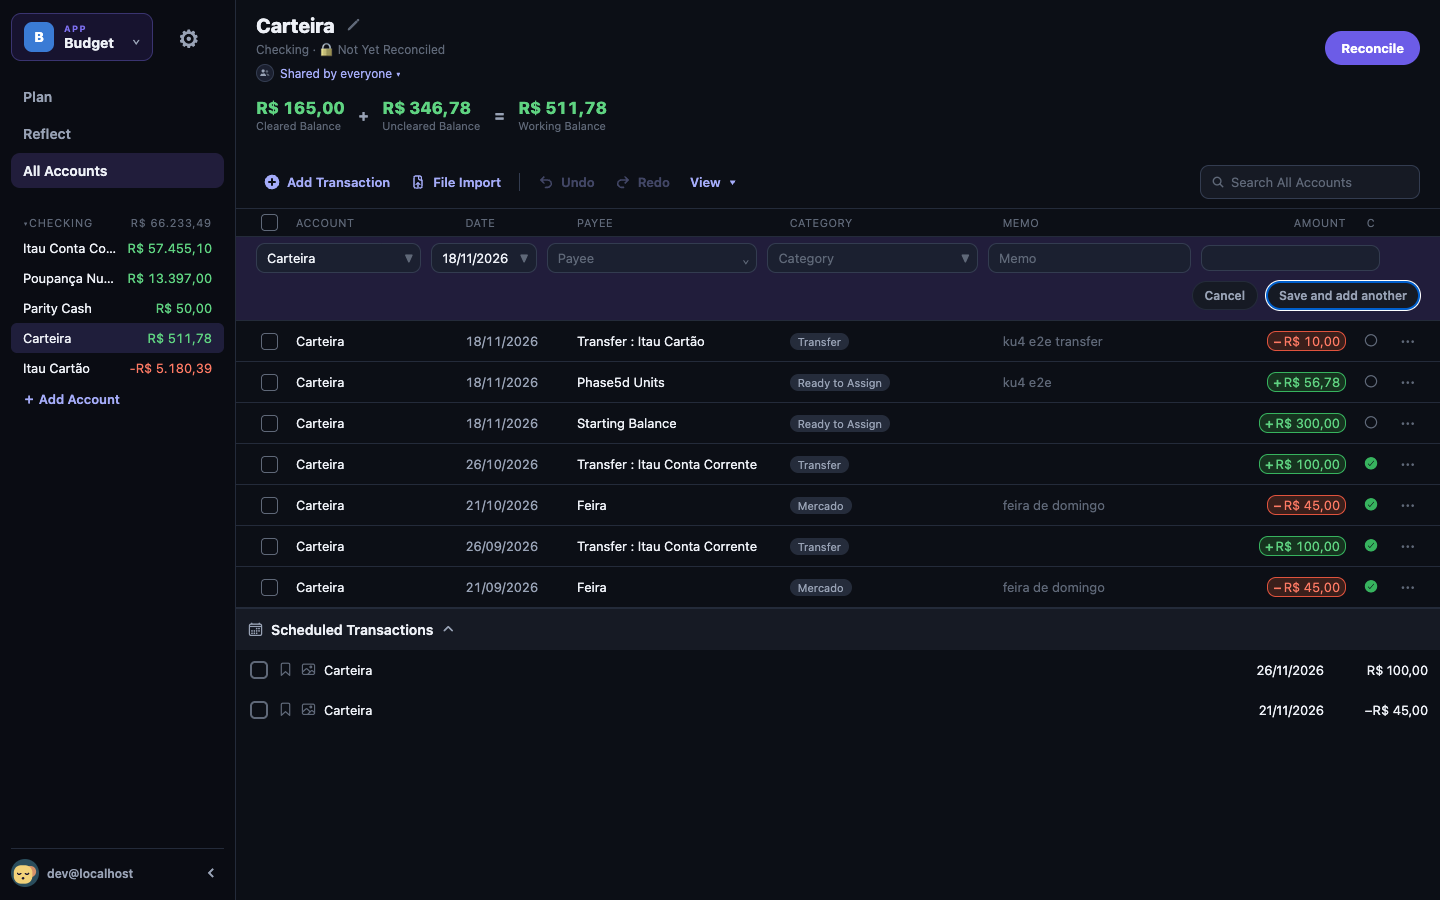 B
APP
Budget
Plan
Reflect
All Accounts
CHECKING R$ 66.233,49
Itau Conta Co... R$ 57.455,10
Poupança Nu... R$ 13.397,00
Parity Cash R$ 50,00
Carteira R$ 511,78
Itau Cartão -R$ 5.180,39
+ Add Account
dev@localhost
Carteira
Checking · Not Yet Reconciled
Shared by everyone
Reconcile
R$ 165,00 + R$ 346,78 = R$ 511,78
Cleared Balance Uncleared Balance Working Balance
Add Transaction File Import Undo Redo View Search All Accounts
ACCOUNT DATE PAYEE CATEGORY MEMO AMOUNT C
Carteira 18/11/2026 Payee Category Memo
Cancel Save and add another
Carteira 18/11/2026 Transfer : Itau Cartão Transfer ku4 e2e transfer −R$ 10,00
Carteira 18/11/2026 Phase5d Units Ready to Assign ku4 e2e +R$ 56,78
Carteira 18/11/2026 Starting Balance Ready to Assign +R$ 300,00
Carteira 26/10/2026 Transfer : Itau Conta Corrente Transfer +R$ 100,00
Carteira 21/10/2026 Feira Mercado feira de domingo −R$ 45,00
Carteira 26/09/2026 Transfer : Itau Conta Corrente Transfer +R$ 100,00
Carteira 21/09/2026 Feira Mercado feira de domingo −R$ 45,00
Scheduled Transactions
Carteira 26/11/2026 R$ 100,00
Carteira 21/11/2026 −R$ 45,00